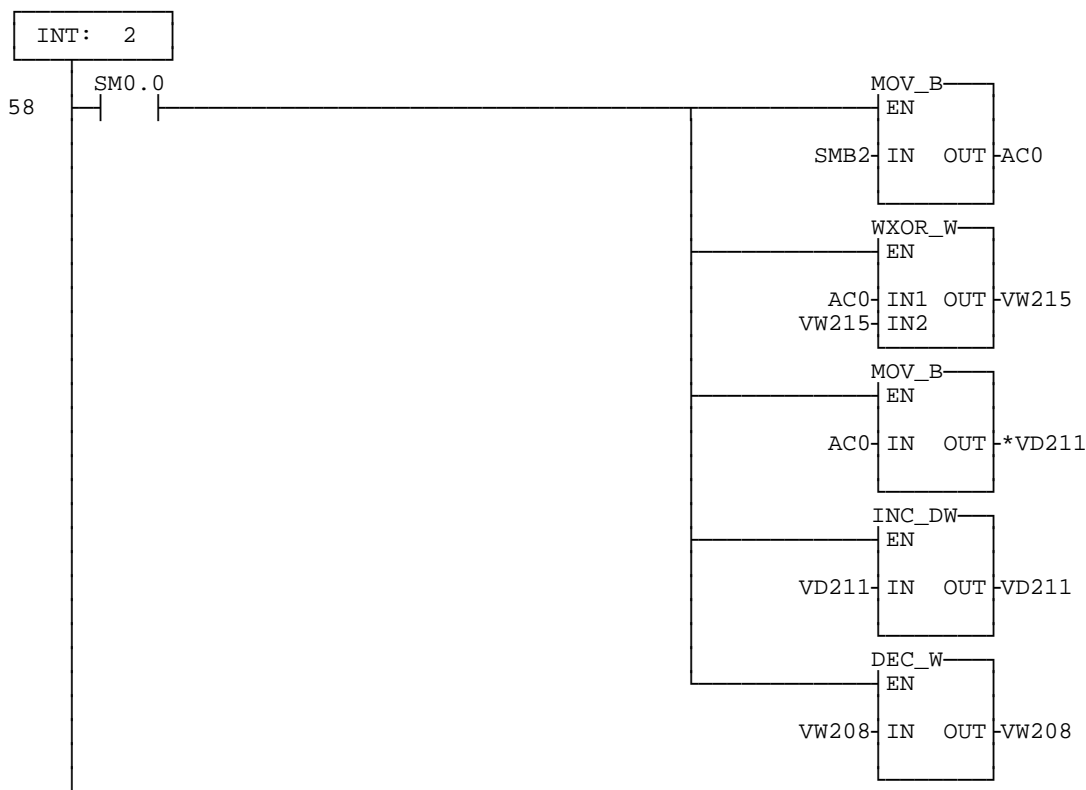 INT: 2
SM0.0
58
MOV_B
EN
SMB2 IN OUT AC0
WXOR_W
EN
AC0 IN1 OUT VW215
VW215 IN2
MOV_B
EN
AC0 IN OUT *VD211
INC_DW
EN
VD211 IN OUT VD211
DEC_W
EN
VW208 IN OUT VW208